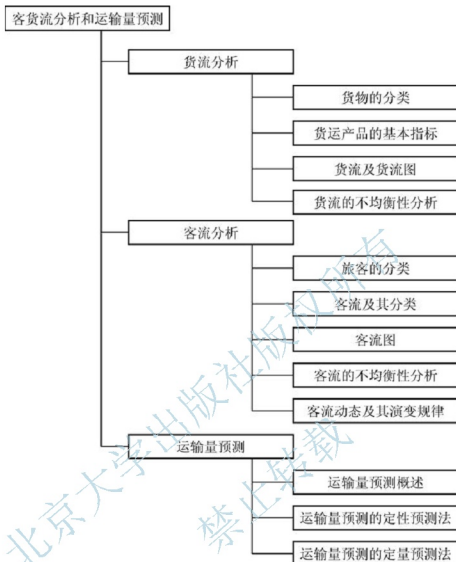 客货流分析和运输量预测
货流分析
货物的分类
货运产品的基本指标
货流及货流图
货流的不均衡性分析
客流分析
旅客的分类
客流及其分类
客流图
客流的不均衡性分析
客流动态及其演变规律
运输量预测
运输量预测概述
运输量预测的定性预测法
运输量预测的定量预测法
北京大学出版社版权所有
禁止转载